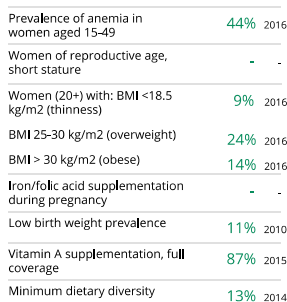 Prevalence of anemia in
women aged 15-49
44% 2016
Women of reproductive age,
short stature
- -
Women (20+) with: BMI <18.5
kg/m2 (thinness)
9% 2016
BMI 25-30 kg/m2 (overweight)
24% 2016
BMI > 30 kg/m2 (obese)
14% 2016
Iron/folic acid supplementation
during pregnancy
- -
Low birth weight prevalence
11% 2010
Vitamin A supplementation, full
coverage
87% 2015
Minimum dietary diversity
13% 2014